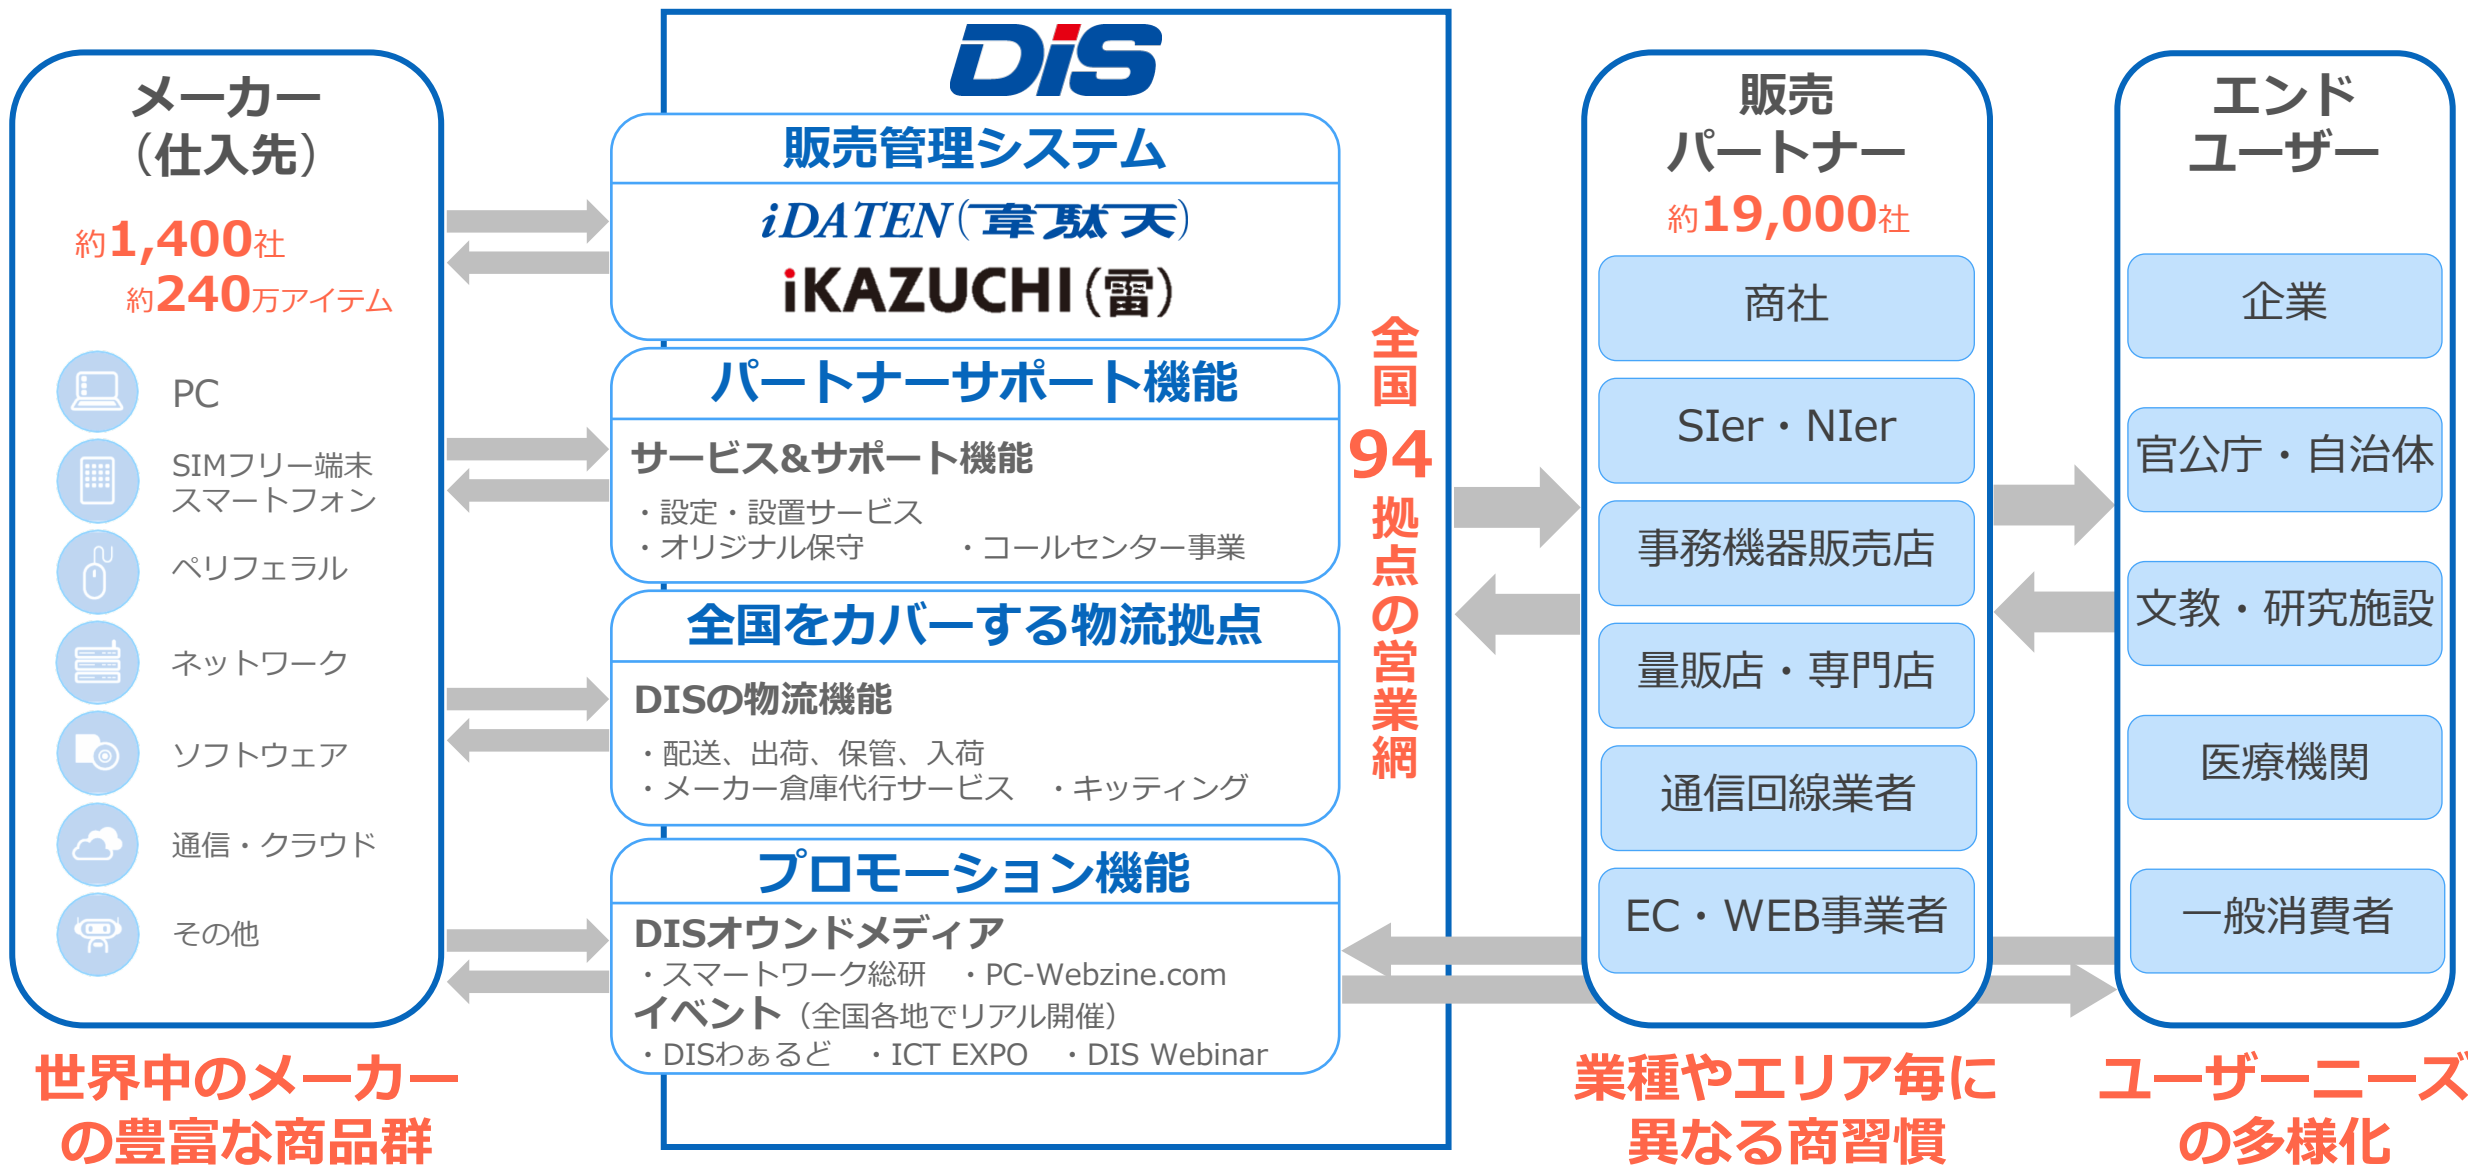 メーカー
（仕入先）
約1,400社
約240万アイテム
PC
SIMフリー端末
スマートフォン
ペリフェラル
ネットワーク
ソフトウェア
通信・クラウド
その他
世界中のメーカー
の豊富な商品群
DiS
販売管理システム
iDATEN(韋駄天)
iKAZUCHI(雷)
パートナーサポート機能
サービス&サポート機能
・設定・設置サービス
・オリジナル保守　・コールセンター事業
全国をカバーする物流拠点
DISの物流機能
・配送、出荷、保管、入荷
・メーカー倉庫代行サービス　・キッティング
プロモーション機能
DISオウンドメディア
・スマートワーク総研　・PC-Webzine.com
イベント（全国各地でリアル開催）
・DISわぁるど　・ICT EXPO　・DIS Webinar
全国94拠点の営業網
販売
パートナー
約19,000社
商社
SIer・NIer
事務機器販売店
量販店・専門店
通信回線業者
EC・WEB事業者
業種やエリア毎に
異なる商習慣
エンド
ユーザー
企業
官公庁・自治体
文教・研究施設
医療機関
一般消費者
ユーザーニーズ
の多様化